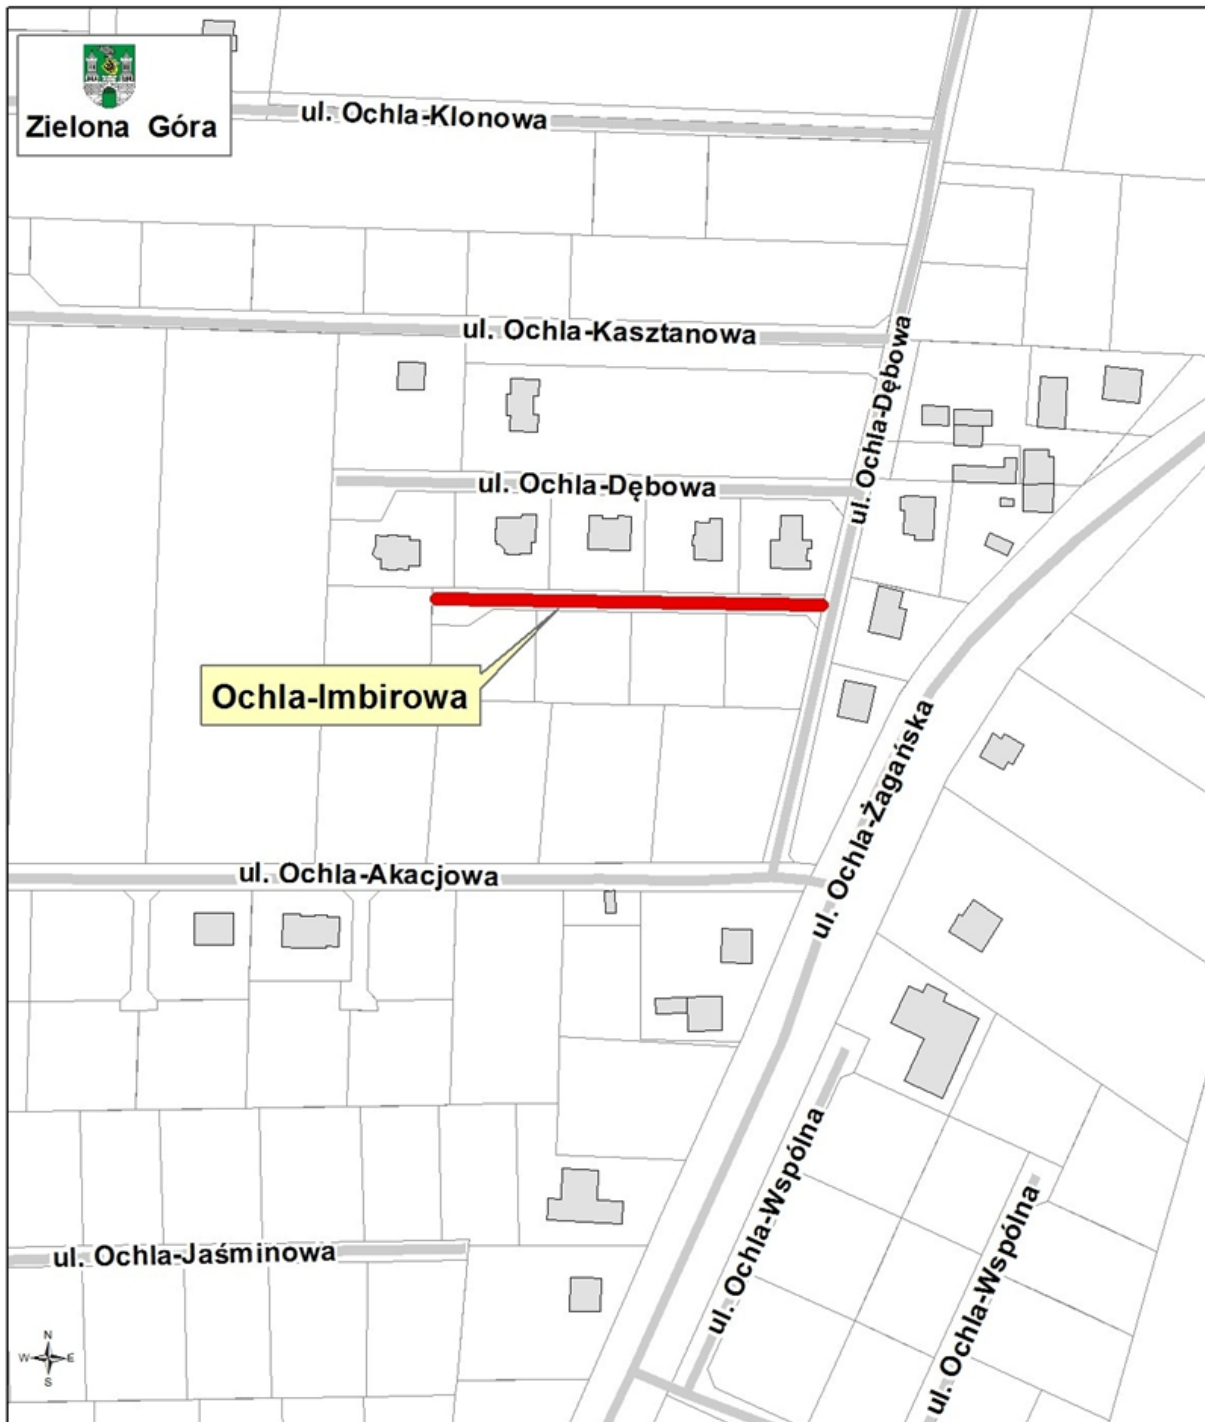 Zielona Góra
ul. Ochla-Klonowa
ul. Ochla-Kasztanowa
ul. Ochla-Dębowa
ul. Ochla-Dębowa
Ochla-Imbirowa
ul. Ochla-Żagańska
ul. Ochla-Akacjowa
ul. Ochla-Wspólna
ul. Ochla-Wspólna
ul. Ochla-Jaśminowa
N
W E
S